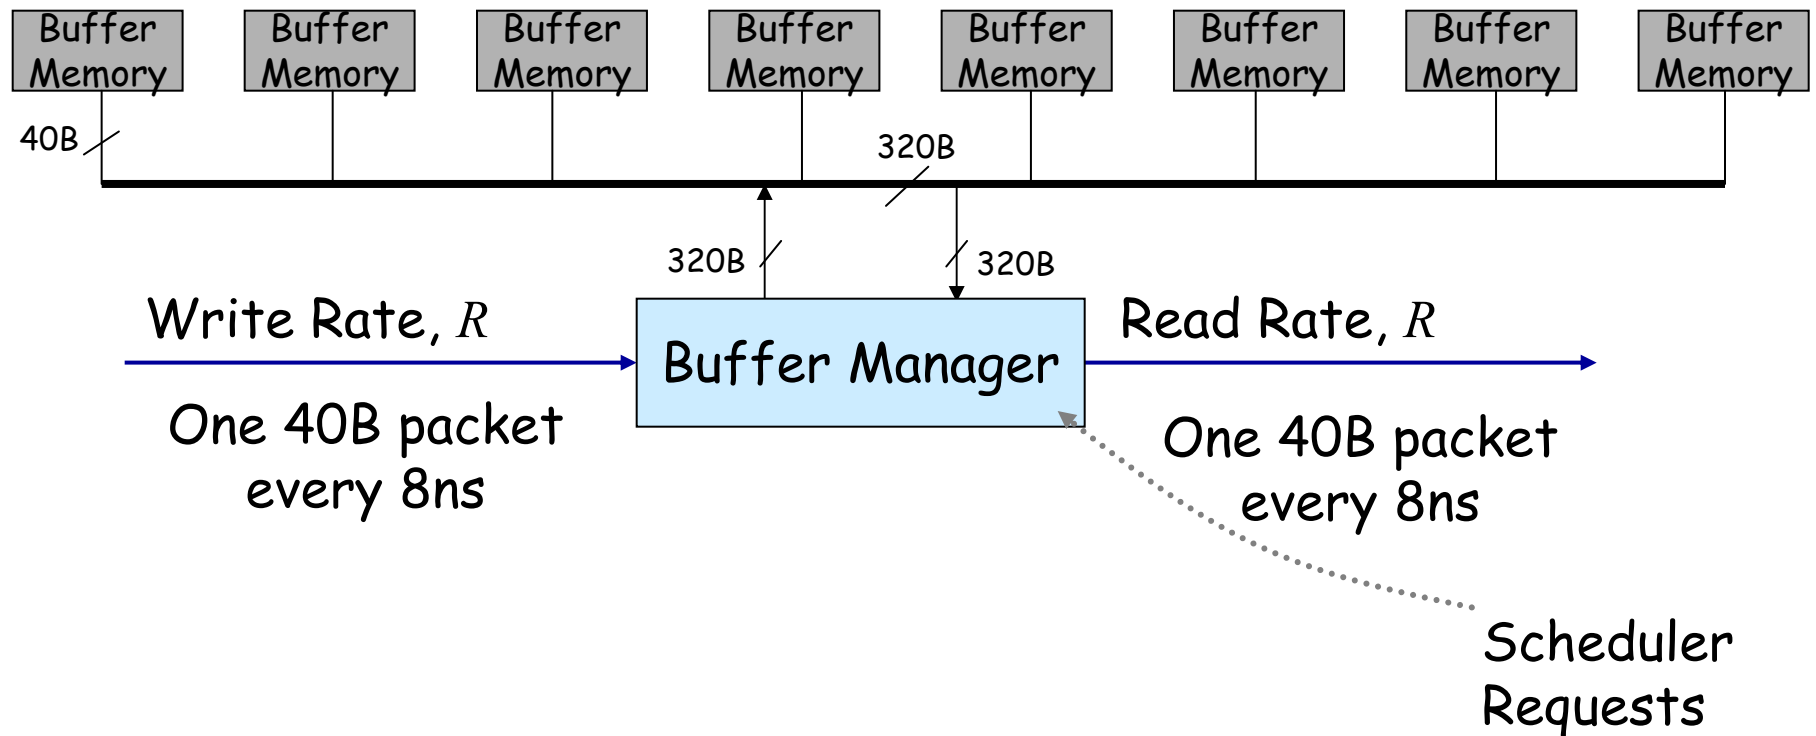 Buffer
Memory
Buffer
Memory
Buffer
Memory
Buffer
Memory
Buffer
Memory
Buffer
Memory
Buffer
Memory
Buffer
Memory
40B
320B
320B
320B
Write Rate, R
Buffer Manager
Read Rate, R
One 40B packet
every 8ns
One 40B packet
every 8ns
Scheduler
Requests